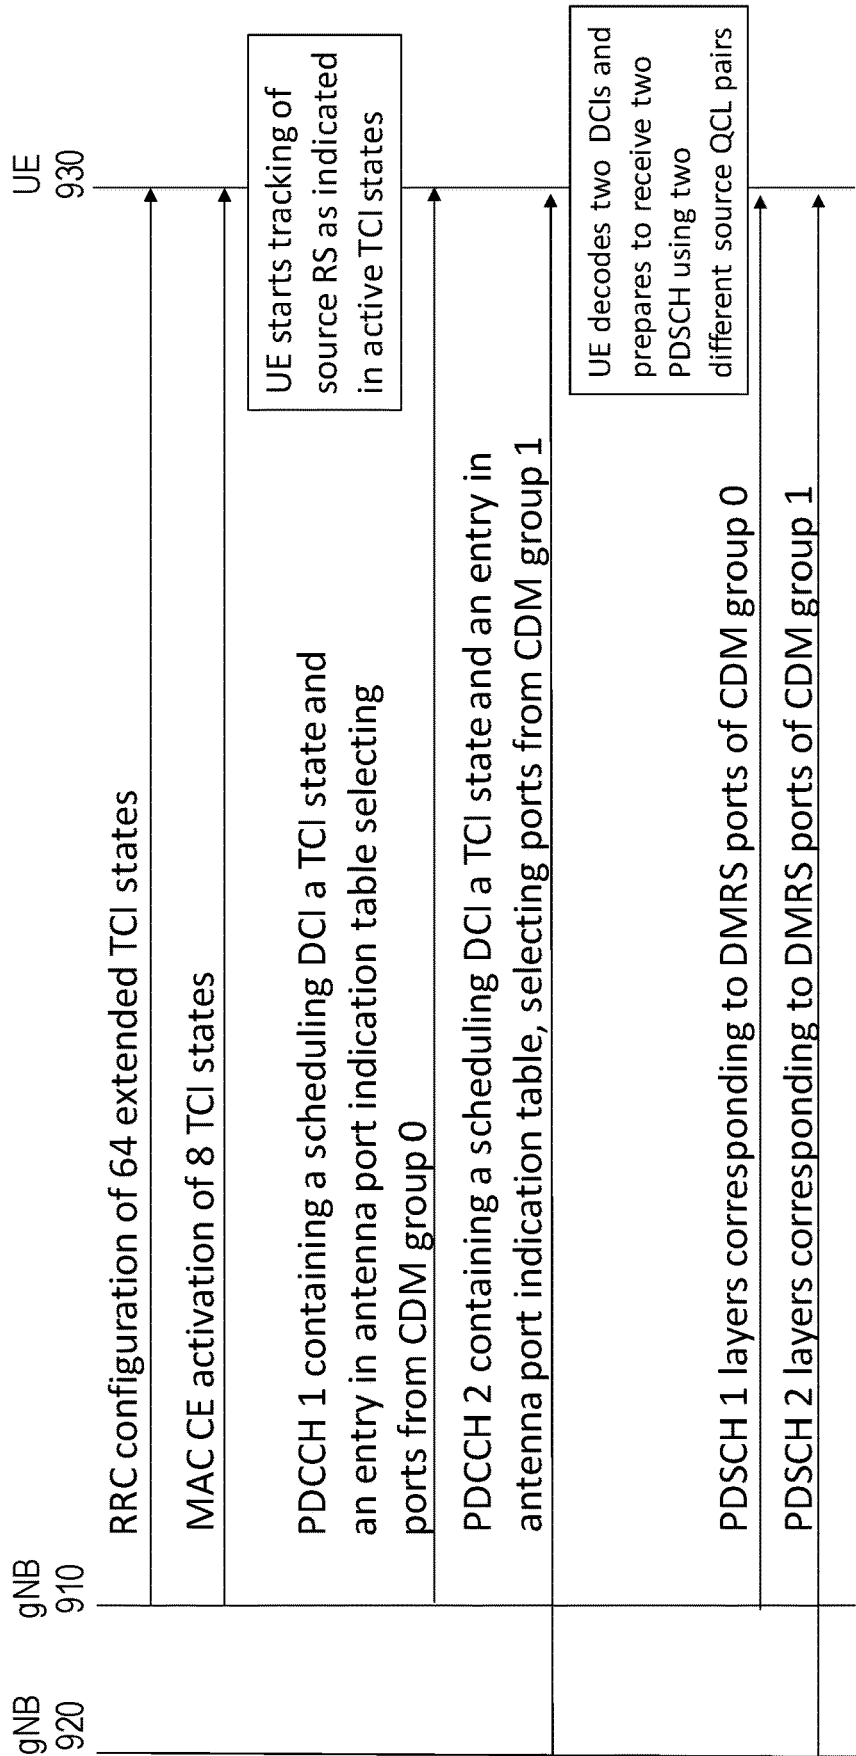 gNB
920
gNB
910
UE
930
RRC configuration of 64 extended TCI states
MAC CE activation of 8 TCI states
UE starts tracking of
source RS as indicated
in active TCI states
PDCCH 1 containing a scheduling DCI a TCI state and
an entry in antenna port indication table selecting
ports from CDM group 0
PDCCH 2 containing a scheduling DCI a TCI state and an entry in
antenna port indication table, selecting ports from CDM group 1
UE decodes two DCIs and
prepares to receive two
PDSCH using two
different source QCL pairs
PDSCH 1 layers corresponding to DMRS ports of CDM group 0
PDSCH 2 layers corresponding to DMRS ports of CDM group 1